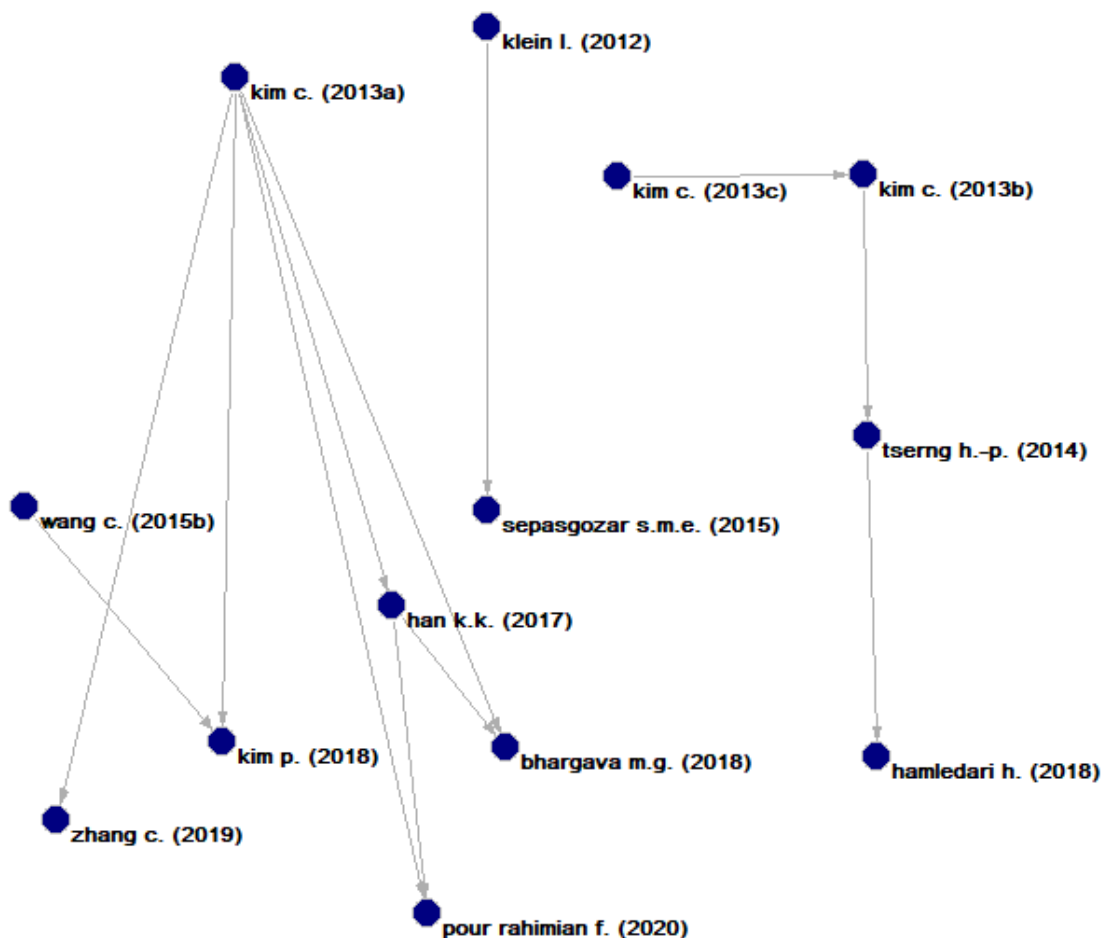 klein l. (2012)
kim c. (2013a)
kim c. (2013c)
kim c. (2013b)
tserng h.-p. (2014)
wang c. (2015b)
sepasgozar s.m.e. (2015)
han k.k. (2017)
kim p. (2018)
bhargava m.g. (2018)
hamledari h. (2018)
zhang c. (2019)
pour rahimian f. (2020)